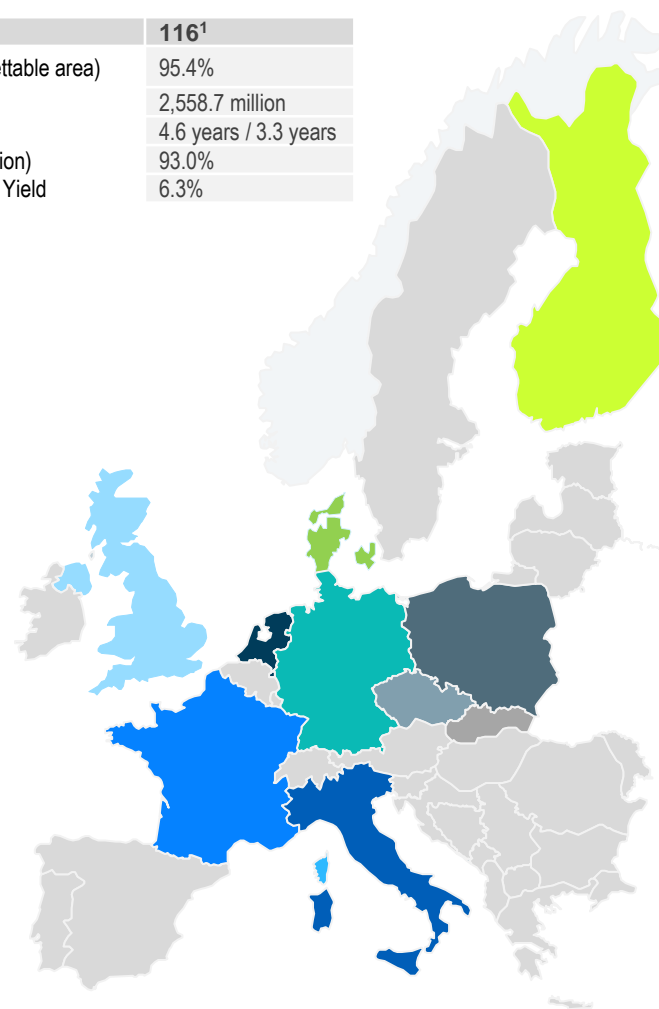 116¹
ettable area) 95.4%
2,558.7 million
4.6 years / 3.3 years
ion) 93.0%
Yield 6.3%